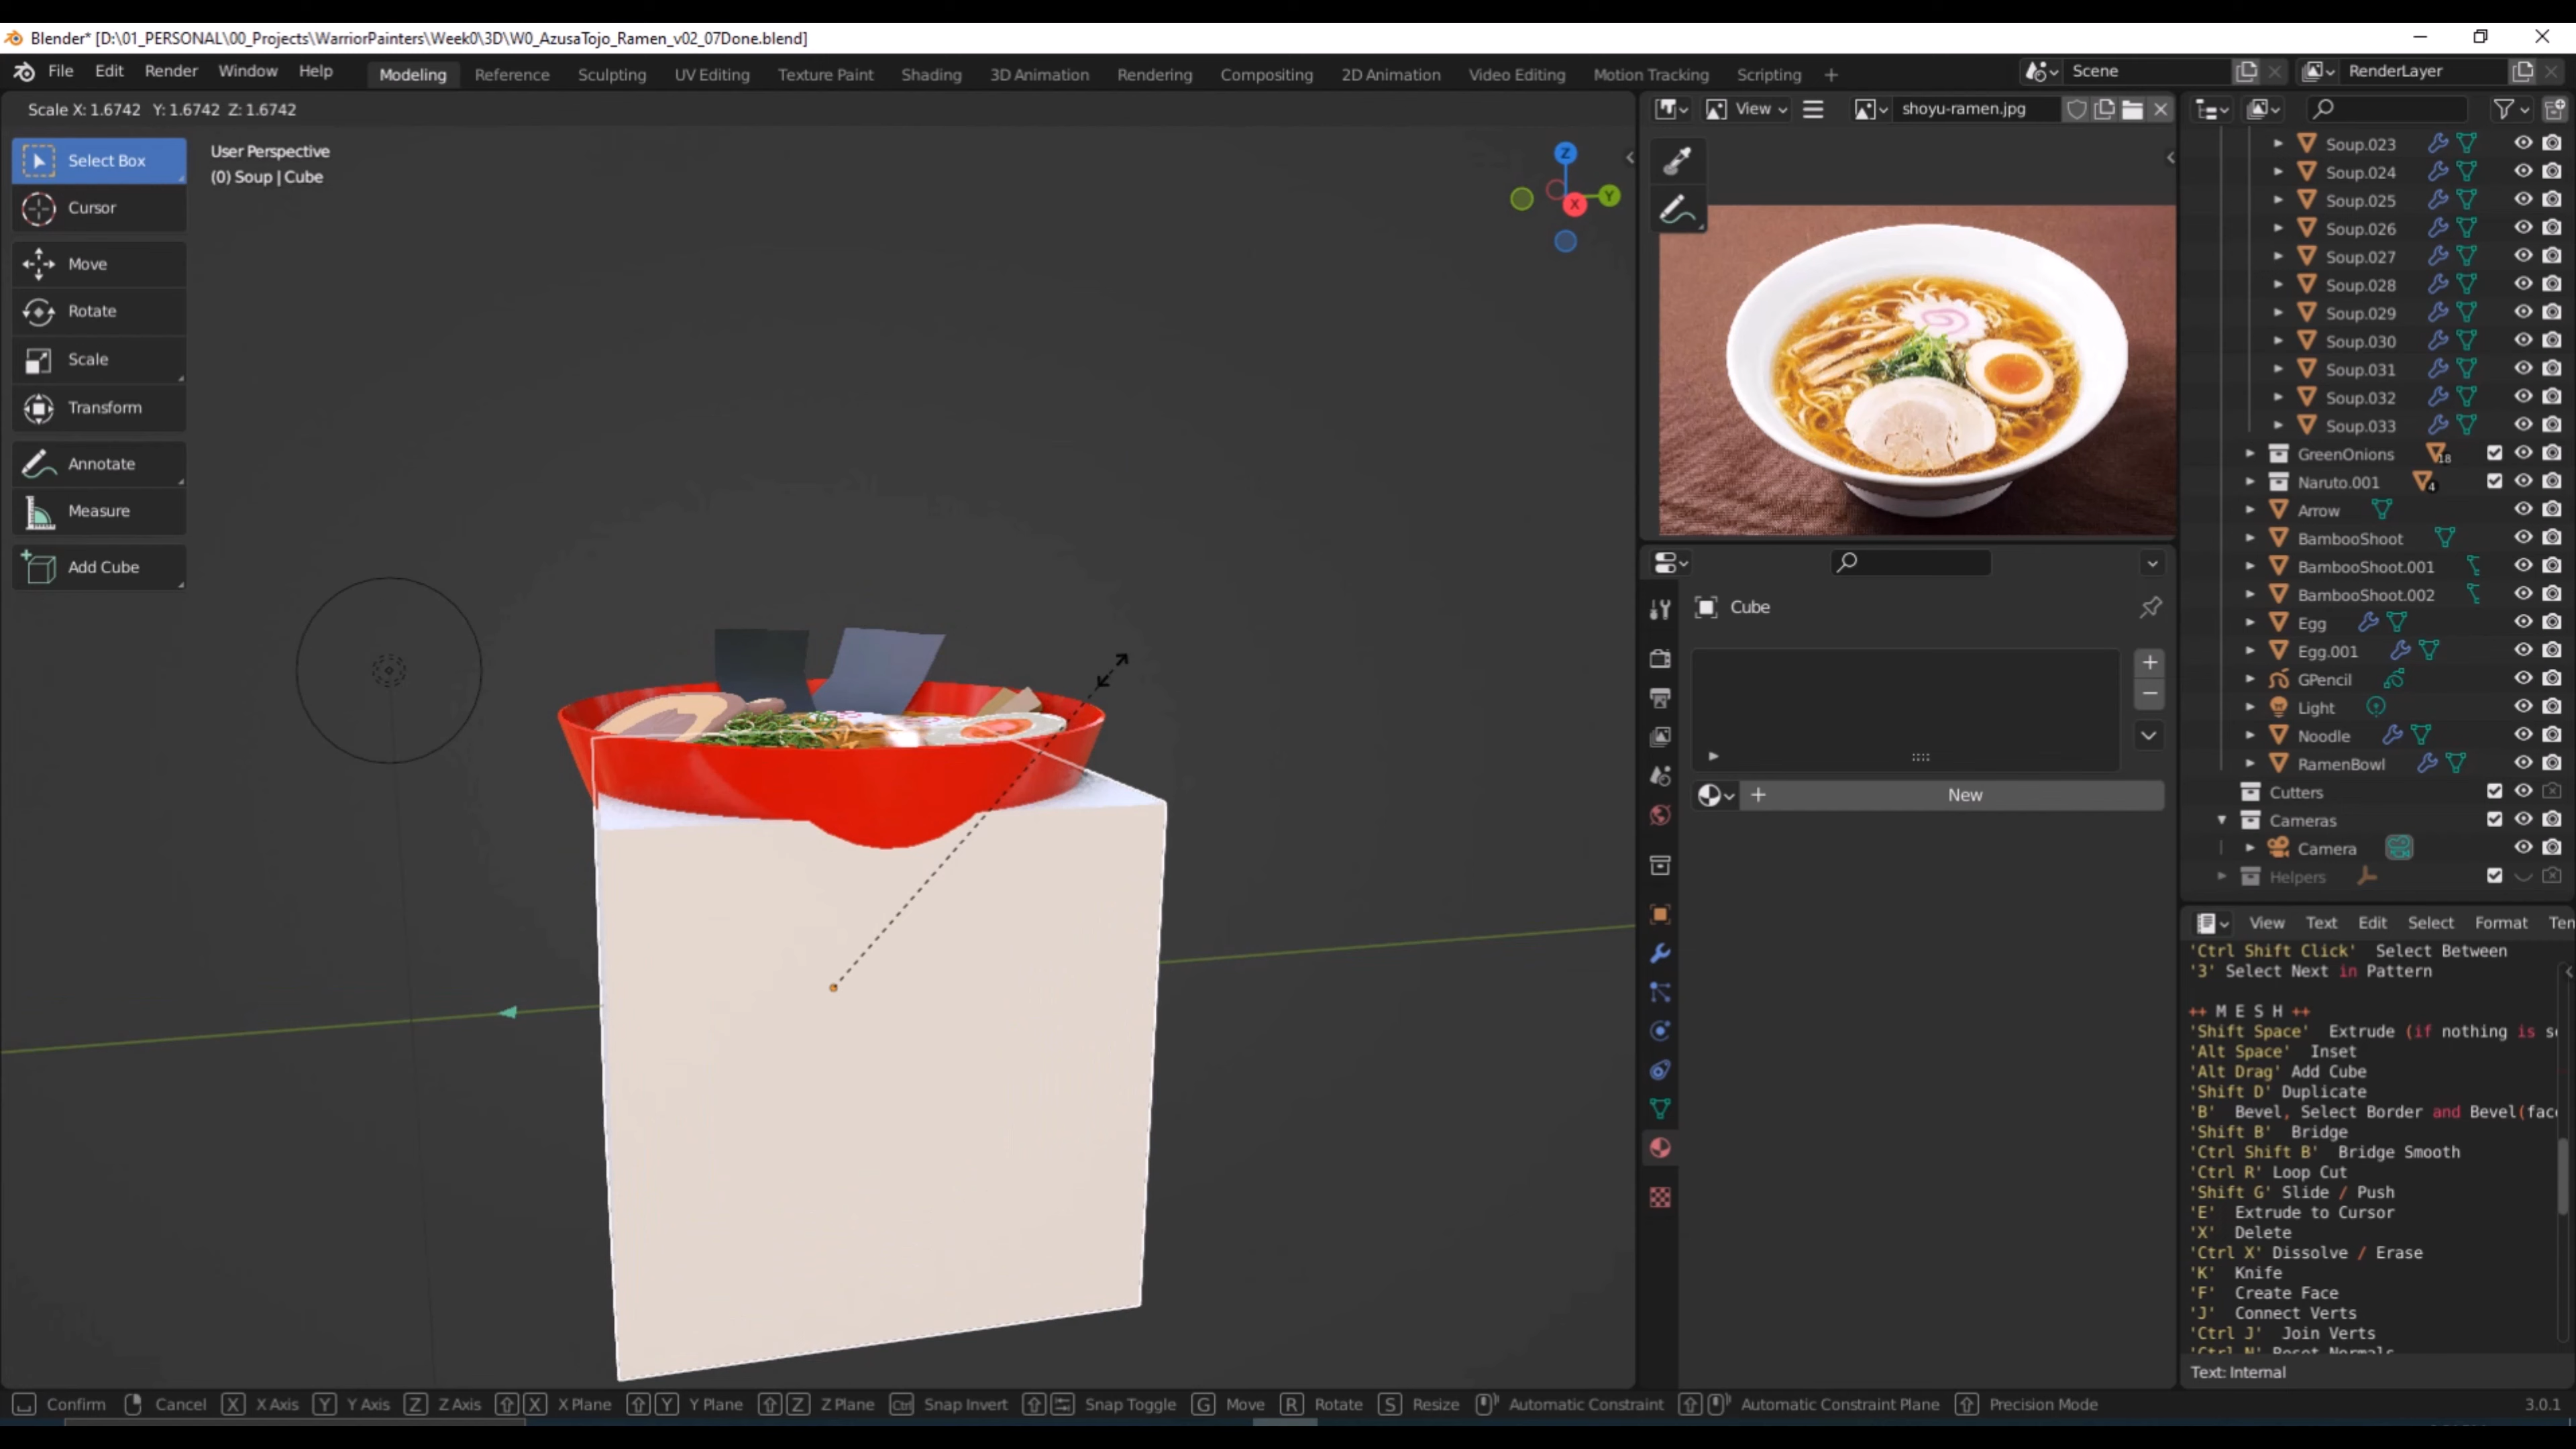 Blender* [D:\01_PERSONAL\00_Projects\WarriorPainters\Week0\3D\W0_AzusaTojo_Ramen_v02_07Done.blend]
File Edit Render Window Help Modeling Reference Sculpting UV Editing Texture Paint Shading 3D Animation Rendering Compositing 2D Animation Video Editing Motion Tracking Scripting + Scene RenderLayer
Scale X: 1.6742 Y: 1.6742 Z: 1.6742
View shoyu-ramen.jpg
Select Box
Cursor
Move
Rotate
Scale
Transform
Annotate
Measure
Add Cube
User Perspective
(0) Soup | Cube
Z
X
Y
Cube
New
Soup.023
Soup.024
Soup.025
Soup.026
Soup.027
Soup.028
Soup.029
Soup.030
Soup.031
Soup.032
Soup.033
GreenOnions 18
Naruto.001 4
Arrow
BambooShoot
BambooShoot.001
BambooShoot.002
Egg
Egg.001
GPencil
Light
Noodle
RamenBowl
Cutters
Cameras
Camera
Helpers
View Text Edit Select Format Ten
'Ctrl Shift Click' Select Between
'3' Select Next in Pattern
++ M E S H ++
'Shift Space' Extrude (if nothing is se
'Alt Space' Inset
'Alt Drag' Add Cube
'Shift D' Duplicate
'B' Bevel, Select Border and Bevel(face
'Shift B' Bridge
'Ctrl Shift B' Bridge Smooth
'Ctrl R' Loop Cut
'Shift G' Slide / Push
'E' Extrude to Cursor
'X' Delete
'Ctrl X' Dissolve / Erase
'K' Knife
'F' Create Face
'J' Connect Verts
'Ctrl J' Join Verts
'Ctrl N' Reset Normals
Text: Internal
Confirm Cancel X X Axis Y Y Axis Z Z Axis X X Plane Y Y Plane Z Z Plane Ctrl Snap Invert Snap Toggle G Move R Rotate S Resize Automatic Constraint Automatic Constraint Plane Precision Mode 3.0.1